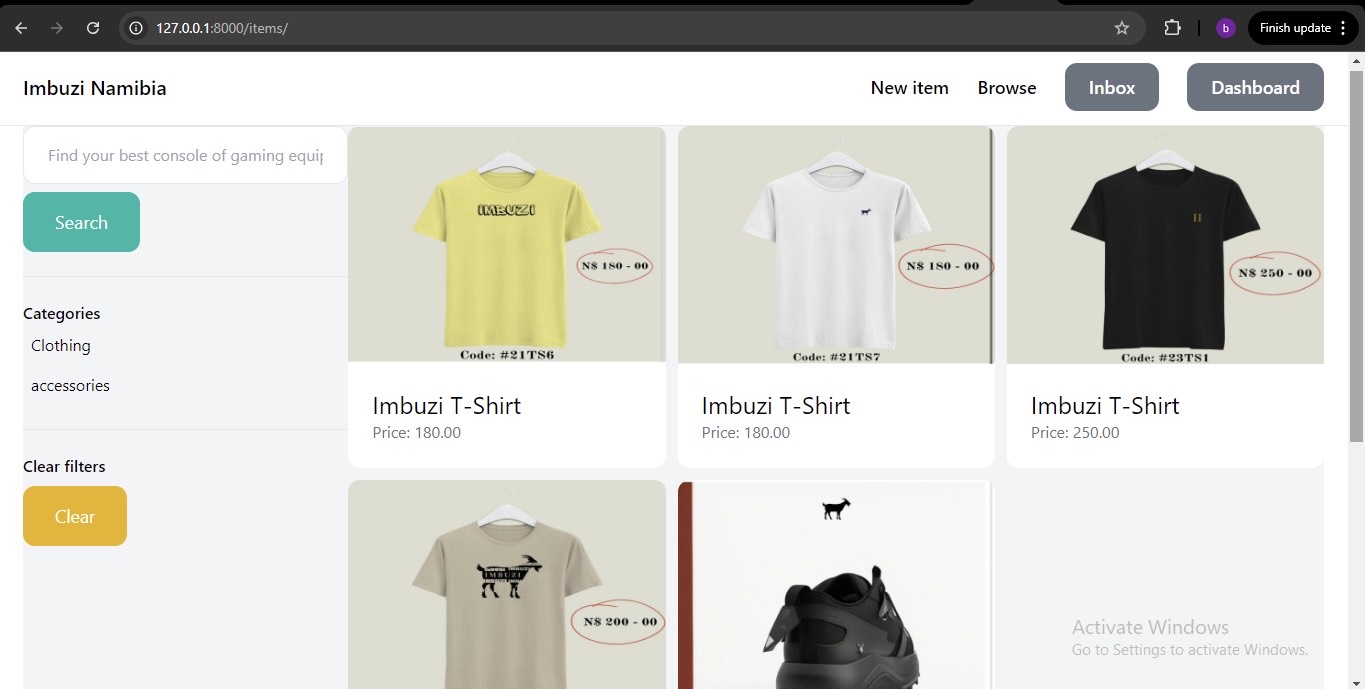 127.0.0.1:8000/items/
b
Finish update
Imbuzi Namibia
New item
Browse
Inbox
Dashboard
Find your best console of gaming equip
Search
Categories
Clothing
accessories
Clear filters
Clear
IMBUZI
N$ 180 - 00
Code: #21TS6
Imbuzi T-Shirt
Price: 180.00
N$ 180 - 00
Code: #21TS7
Imbuzi T-Shirt
Price: 180.00
N$ 250 - 00
Code: #23TS1
Imbuzi T-Shirt
Price: 250.00
IMBUZI
N$ 200 - 00
Activate Windows
Go to Settings to activate Windows.